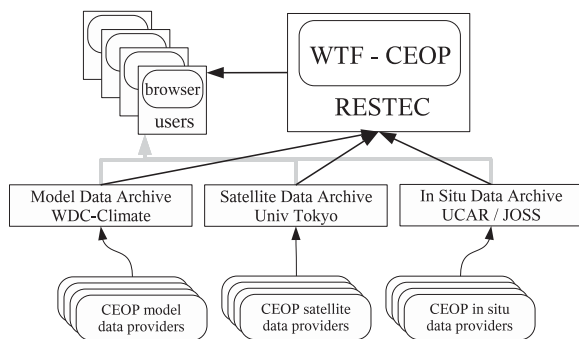 WTF - CEOP
RESTEC
browser
users
Model Data Archive
WDC-Climate
Satellite Data Archive
Univ Tokyo
In Situ Data Archive
UCAR / JOSS
CEOP model
data providers
CEOP satellite
data providers
CEOP in situ
data providers